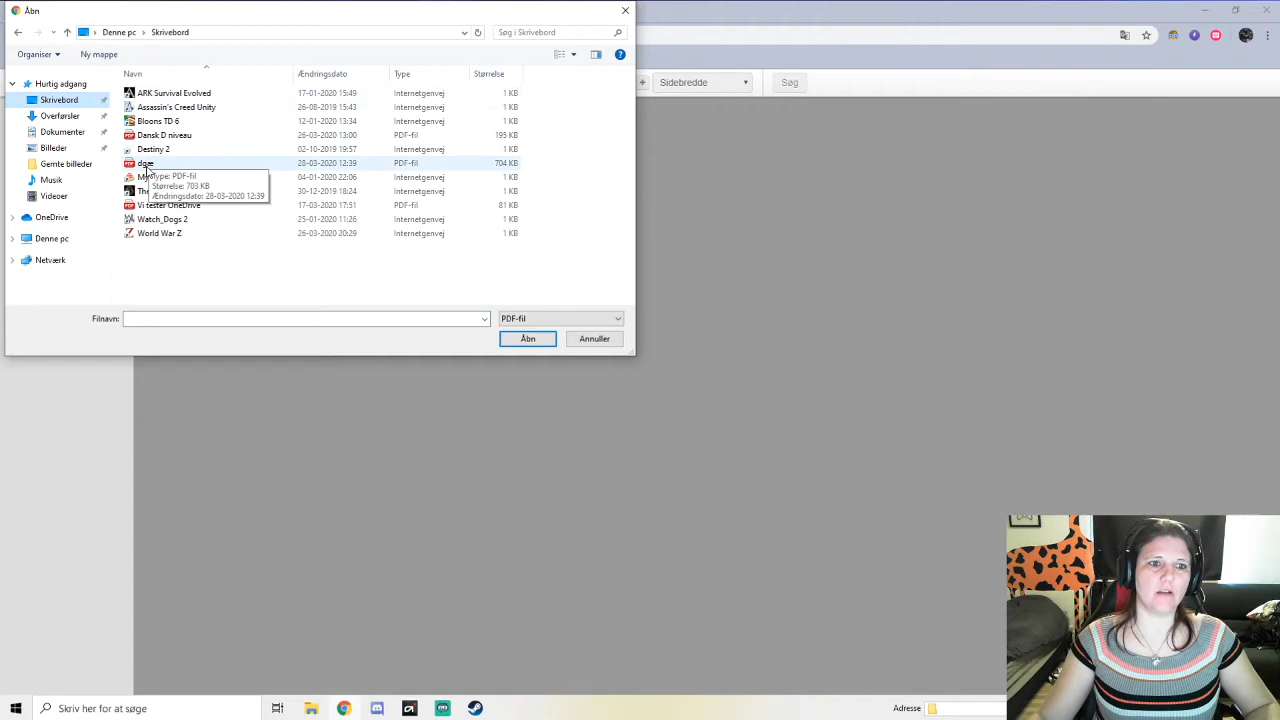 Åbn
Denne pc > Skrivebord
Søg i Skrivebord
Organiser
Ny mappe
Hurtig adgang
Skrivebord
Overførsler
Dokumenter
Billeder
Gemte billeder
Musik
Videoer
OneDrive
Denne pc
Netværk
Navn Ændringsdato Type Størrelse
ARK Survival Evolved 17-01-2020 15:49 Internetgenvej 1 KB
Assassin's Creed Unity 26-08-2019 15:43 Internetgenvej 1 KB
Bloons TD 6 12-01-2020 13:34 Internetgenvej 1 KB
Dansk D niveau 26-03-2020 13:00 PDF-fil 195 KB
Destiny 2 02-10-2019 19:57 Internetgenvej 1 KB
28-03-2020 12:39 PDF-fil 704 KB
04-01-2020 22:06 Internetgenvej 1 KB
30-12-2019 18:24 Internetgenvej 1 KB
Vi tester OneDrive 17-03-2020 17:51 PDF-fil 81 KB
Watch_Dogs 2 25-01-2020 11:26 Internetgenvej 1 KB
World War Z 26-03-2020 20:29 Internetgenvej 1 KB
Type: PDF-fil
Størrelse: 703 KB
Ændringsdato: 28-03-2020 12:39
Filnavn:
PDF-fil
Åbn
Annuller
Sidebredde
Søg
Skriv her for at søge
Adresse